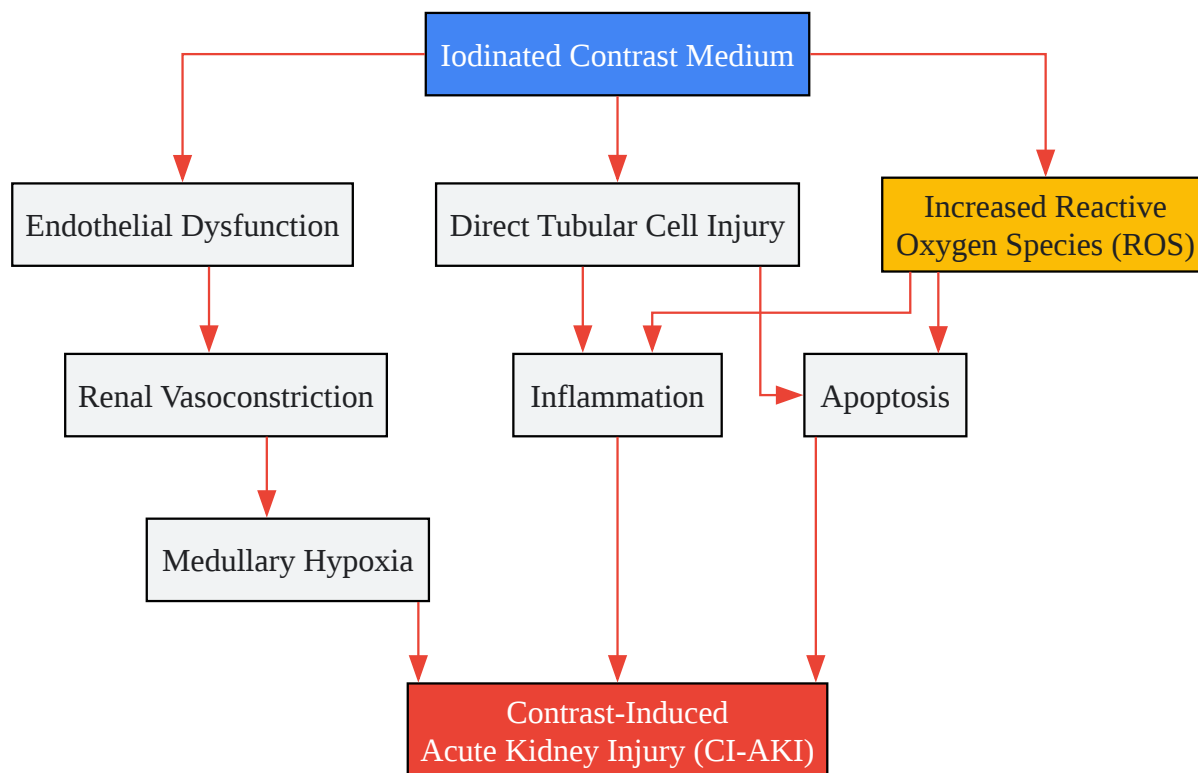 Iodinated Contrast Medium
Endothelial Dysfunction
Direct Tubular Cell Injury
Increased Reactive
Oxygen Species (ROS)
Renal Vasoconstriction
Inflammation
Apoptosis
Medullary Hypoxia
Contrast-Induced
Acute Kidney Injury (CI-AKI)